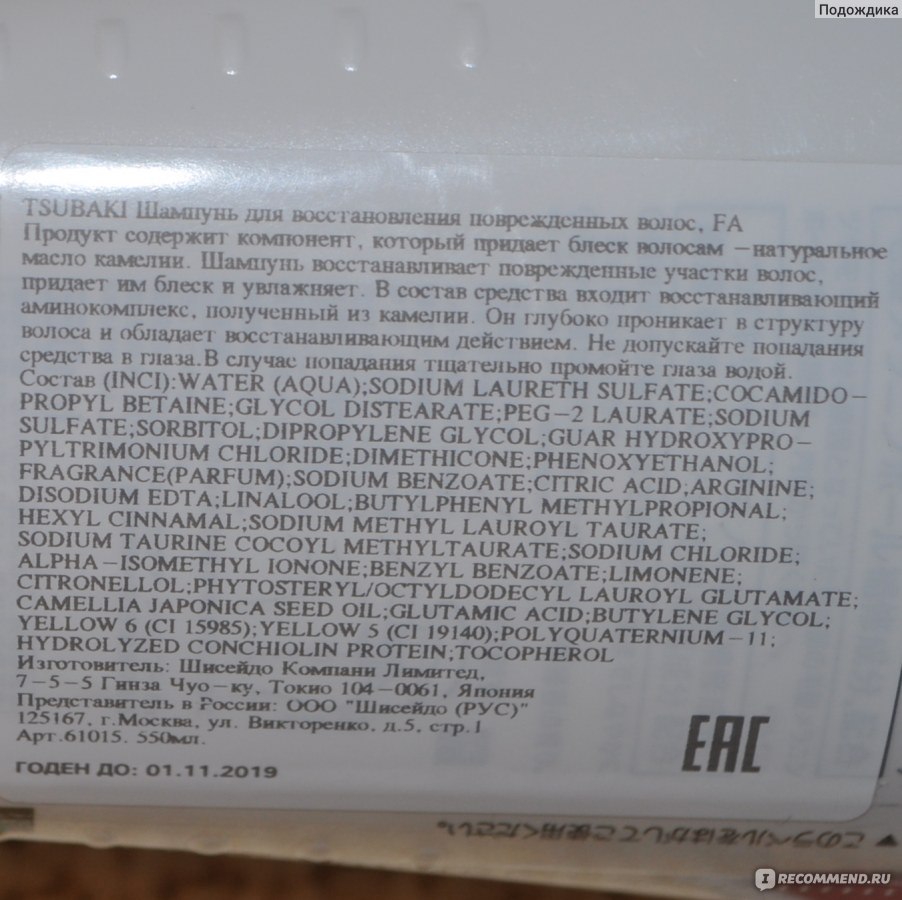 Подождика
TSUBAKI Шампунь для восстановления поврежденных волос, FA
Продукт содержит компонент, который придает блеск волосам –натуральное
масло камелии. Шампунь восстанавливает поврежденные участки волос,
придает им блеск и увлажняет. В состав средства входит восстанавливающий
аминокомплекс, полученный из камелии. Он глубоко проникает в структуру
волоса и обладает восстанавливающим действием. Не допускайте попадания
средства в глаза.В случае попадания тщательно промойте глаза водой.
Состав (INCI):WATER (AQUA);SODIUM LAURETH SULFATE;COCAMIDO-
PROPYL BETAINE;GLYCOL DISTEARATE;PEG-2 LAURATE;SODIUM
SULFATE;SORBITOL;DIPROPYLENE GLYCOL;GUAR HYDROXYPRO-
PYLTRIMONIUM CHLORIDE;DIMETHICONE;PHENOXYETHANOL;
FRAGRANCE(PARFUM);SODIUM BENZOATE;CITRIC ACID;ARGININE;
DISODIUM EDTA;LINALOOL;BUTYLPHENYL METHYLPROPIONAL;
HEXYL CINNAMAL;SODIUM METHYL LAUROYL TAURATE;
SODIUM TAURINE COCOYL METHYLTAURATE;SODIUM CHLORIDE;
ALPHA-ISOMETHYL IONONE;BENZYL BENZOATE;LIMONENE;
CITRONELLOL;PHYTOSTERYL/OCTYLDODECYL LAUROYL GLUTAMATE;
CAMELLIA JAPONICA SEED OIL;GLUTAMIC ACID;BUTYLENE GLYCOL;
YELLOW 6 (CI 15985);YELLOW 5 (CI 19140);POLYQUATERNIUM-11;
HYDROLYZED CONCHIOLIN PROTEIN;TOCOPHEROL
Изготовитель: Шисейдо Компани Лимитед,
7-5-5 Гинза Чуо-ку, Токио 104-0061, Япония
Представитель в России: ООО "Шисейдо (РУС)"
125167, г.Москва, ул. Викторенко, д.5, стр.1
Арт.61015. 550мл.
EAC
ГОДЕН ДО: 01.11.2019
IRECOMMEND.RU